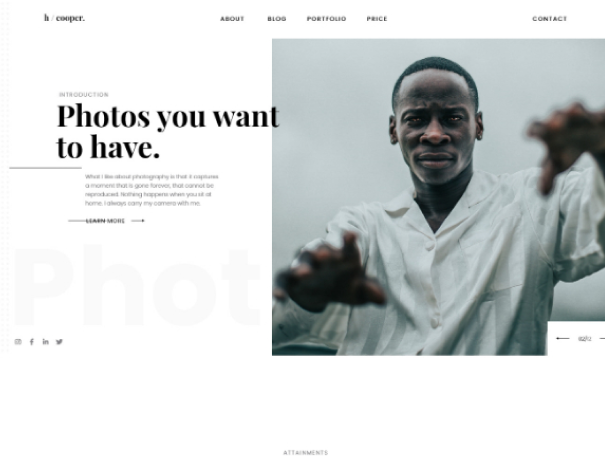 h / cooper.
ABOUT BLOG PORTFOLIO PRICE CONTACT
INTRODUCTION
Photos you want
to have.
What I like about photography is that it captures
a moment that is gone forever, that cannot be
reproduced. Nothing happens when you sit at
home. I always carry my camera with me.
LEARN MORE
Phot
ATTAINMENTS